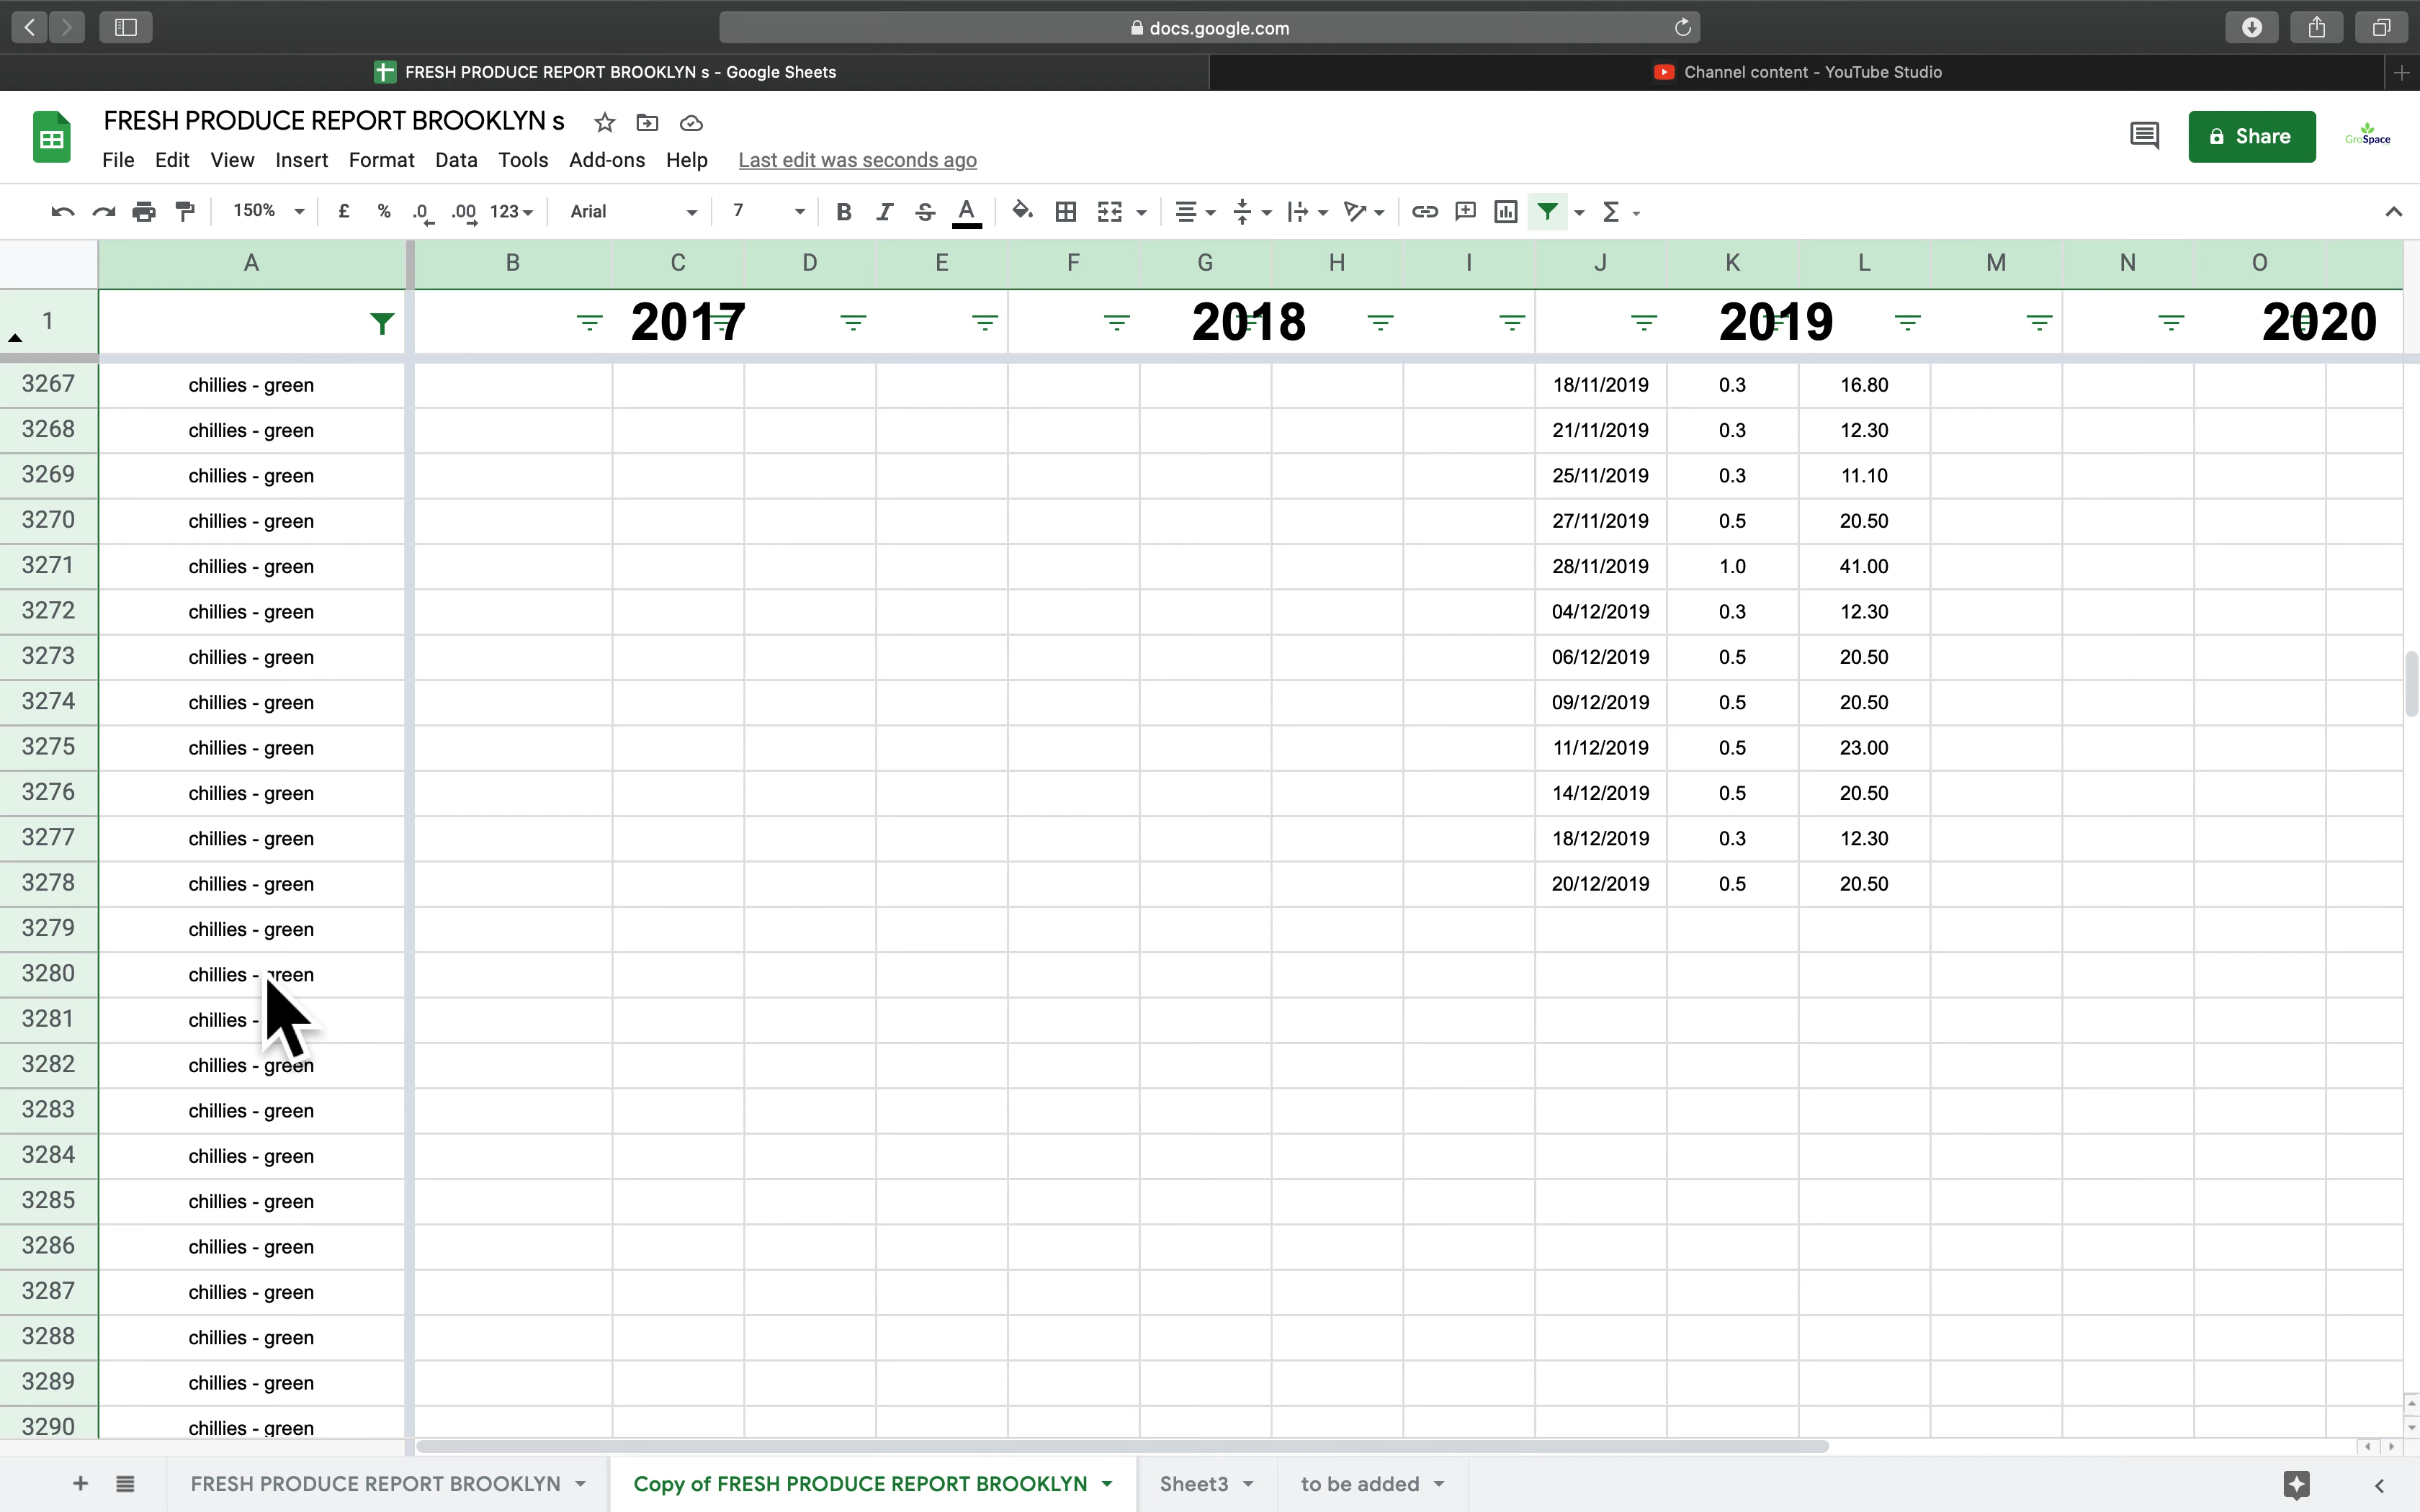 docs.google.com
FRESH PRODUCE REPORT BROOKLYN s - Google Sheets
Channel content - YouTube Studio
FRESH PRODUCE REPORT BROOKLYN s
Share
GroSpace
File Edit View Insert Format Data Tools Add-ons Help Last edit was seconds ago
150% £ % .0 .00 123 Arial 7 B I S A Σ
A B C D E F G H I J K L M N O
1 2017 2018 2019 2020
3267 chillies - green 18/11/2019 0.3 16.80
3268 chillies - green 21/11/2019 0.3 12.30
3269 chillies - green 25/11/2019 0.3 11.10
3270 chillies - green 27/11/2019 0.5 20.50
3271 chillies - green 28/11/2019 1.0 41.00
3272 chillies - green 04/12/2019 0.3 12.30
3273 chillies - green 06/12/2019 0.5 20.50
3274 chillies - green 09/12/2019 0.5 20.50
3275 chillies - green 11/12/2019 0.5 23.00
3276 chillies - green 14/12/2019 0.5 20.50
3277 chillies - green 18/12/2019 0.3 12.30
3278 chillies - green 20/12/2019 0.5 20.50
3279 chillies - green
3280 chillies - green
3281 chillies -
3282 chillies - green
3283 chillies - green
3284 chillies - green
3285 chillies - green
3286 chillies - green
3287 chillies - green
3288 chillies - green
3289 chillies - green
3290 chillies - green
FRESH PRODUCE REPORT BROOKLYN Copy of FRESH PRODUCE REPORT BROOKLYN Sheet3 to be added